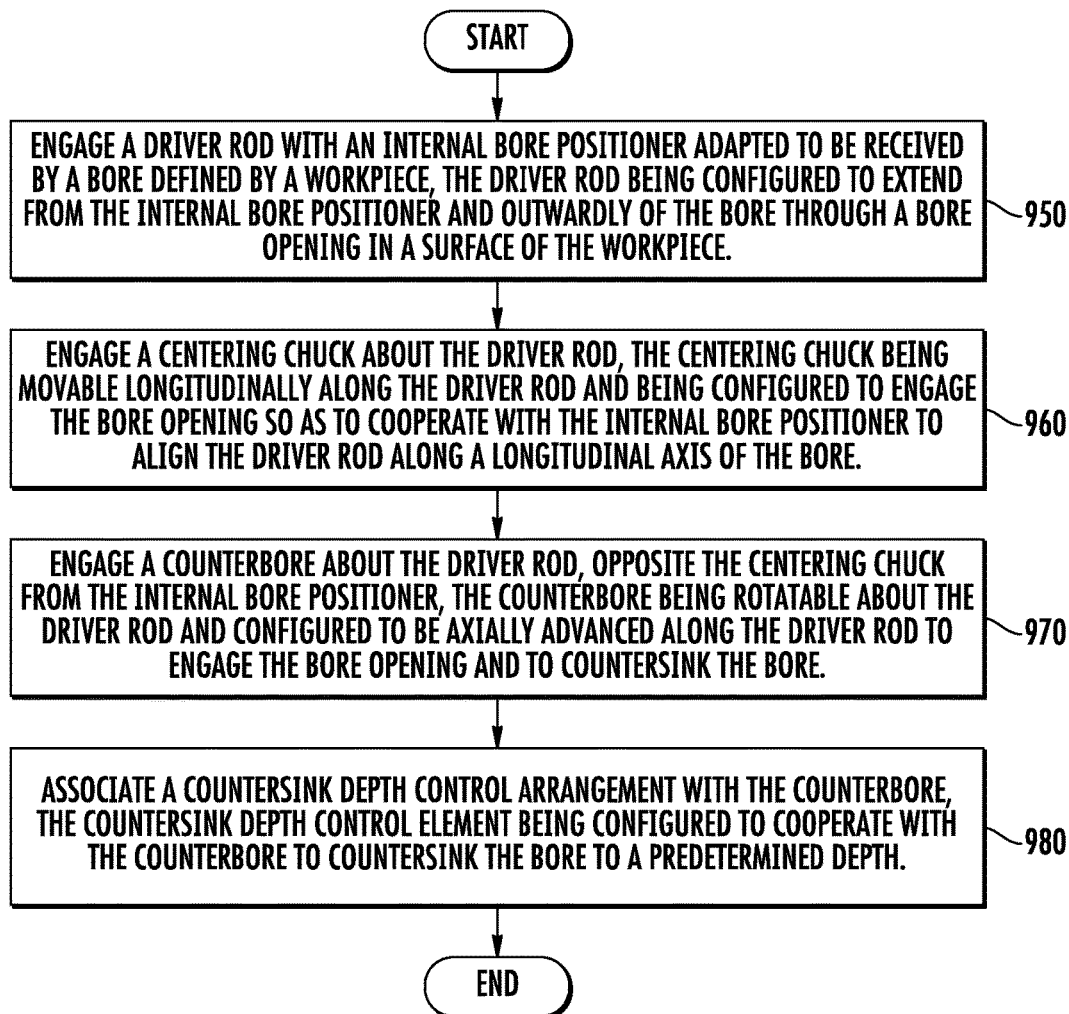 START
ENGAGE A DRIVER ROD WITH AN INTERNAL BORE POSITIONER ADAPTED TO BE RECEIVED
BY A BORE DEFINED BY A WORKPIECE, THE DRIVER ROD BEING CONFIGURED TO EXTEND
FROM THE INTERNAL BORE POSITIONER AND OUTWARDLY OF THE BORE THROUGH A BORE
OPENING IN A SURFACE OF THE WORKPIECE.
950
ENGAGE A CENTERING CHUCK ABOUT THE DRIVER ROD, THE CENTERING CHUCK BEING
MOVABLE LONGITUDINALLY ALONG THE DRIVER ROD AND BEING CONFIGURED TO ENGAGE
THE BORE OPENING SO AS TO COOPERATE WITH THE INTERNAL BORE POSITIONER TO
ALIGN THE DRIVER ROD ALONG A LONGITUDINAL AXIS OF THE BORE.
960
ENGAGE A COUNTERBORE ABOUT THE DRIVER ROD, OPPOSITE THE CENTERING CHUCK
FROM THE INTERNAL BORE POSITIONER, THE COUNTERBORE BEING ROTATABLE ABOUT THE
DRIVER ROD AND CONFIGURED TO BE AXIALLY ADVANCED ALONG THE DRIVER ROD TO
ENGAGE THE BORE OPENING AND TO COUNTERSINK THE BORE.
970
ASSOCIATE A COUNTERSINK DEPTH CONTROL ARRANGEMENT WITH THE COUNTERBORE,
THE COUNTERSINK DEPTH CONTROL ELEMENT BEING CONFIGURED TO COOPERATE WITH
THE COUNTERBORE TO COUNTERSINK THE BORE TO A PREDETERMINED DEPTH.
980
END